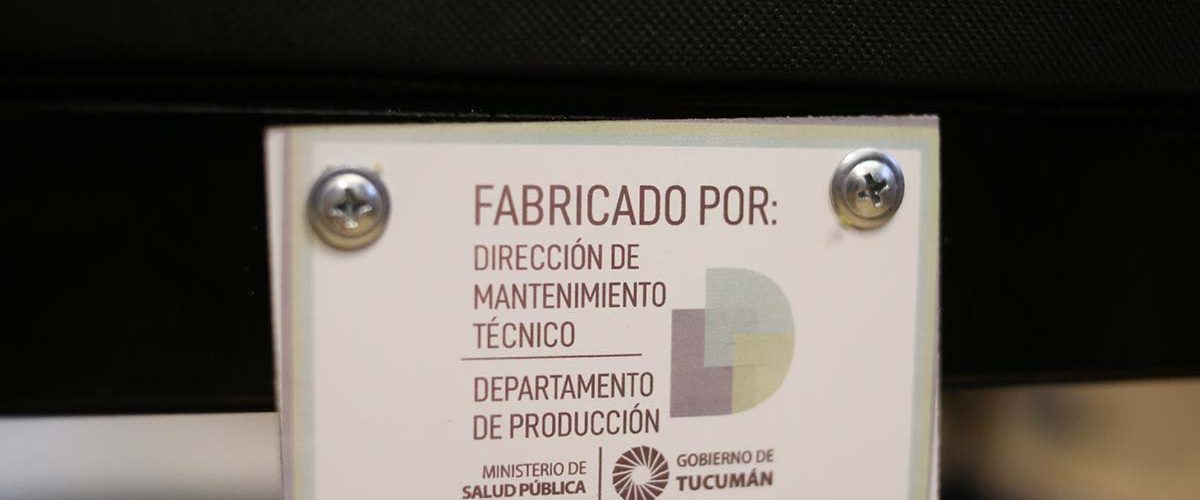 FABRICADO POR:
DIRECCIÓN DE
MANTENIMIENTO
TÉCNICO
DEPARTAMENTO
DE PRODUCCIÓN
MINISTERIO DE
SALUD PÚBLICA
GOBIERNO DE
TUCUMÁN